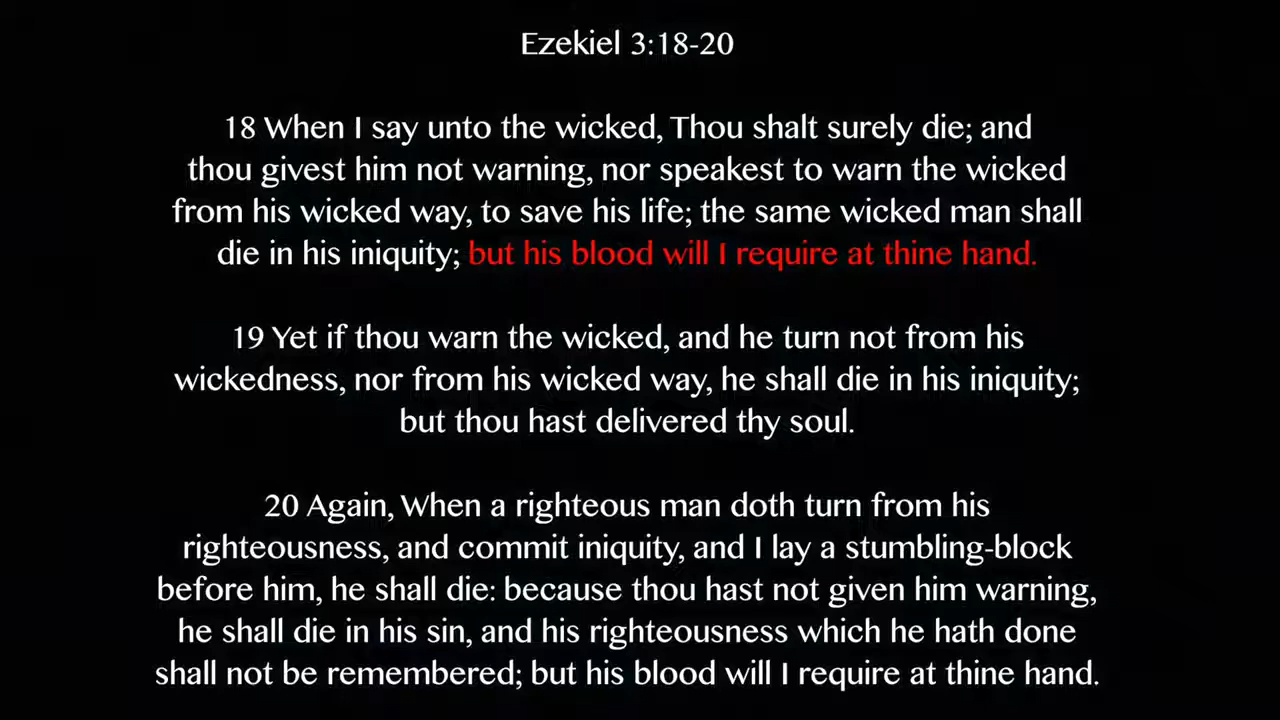 Ezekiel 3:18-20
18 When I say unto the wicked, Thou shalt surely die; and
thou givest him not warning, nor speakest to warn the wicked
from his wicked way, to save his life; the same wicked man shall
die in his iniquity; but his blood will I require at thine hand.
19 Yet if thou warn the wicked, and he turn not from his
wickedness, nor from his wicked way, he shall die in his iniquity;
but thou hast delivered thy soul.
20 Again, When a righteous man doth turn from his
righteousness, and commit iniquity, and I lay a stumbling-block
before him, he shall die: because thou hast not given him warning,
he shall die in his sin, and his righteousness which he hath done
shall not be remembered; but his blood will I require at thine hand.